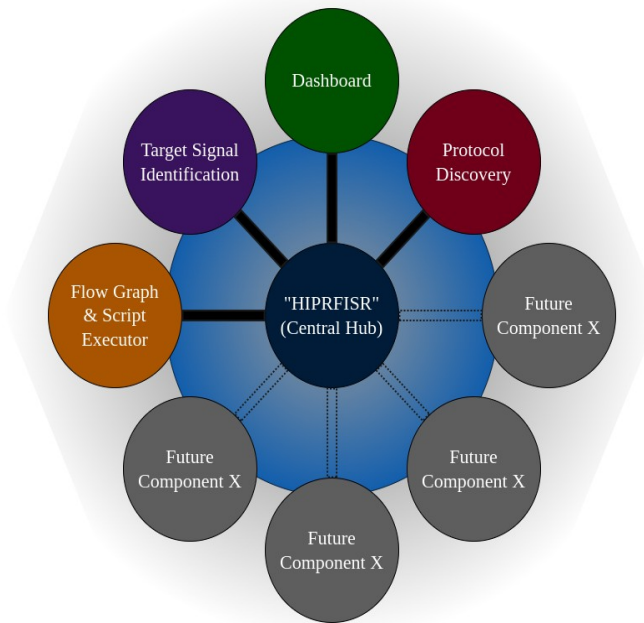 Dashboard
Target Signal
Identification
Protocol
Discovery
Flow Graph
& Script
Executor
"HIPRFISR"
(Central Hub)
Future
Component X
Future
Component X
Future
Component X
Future
Component X